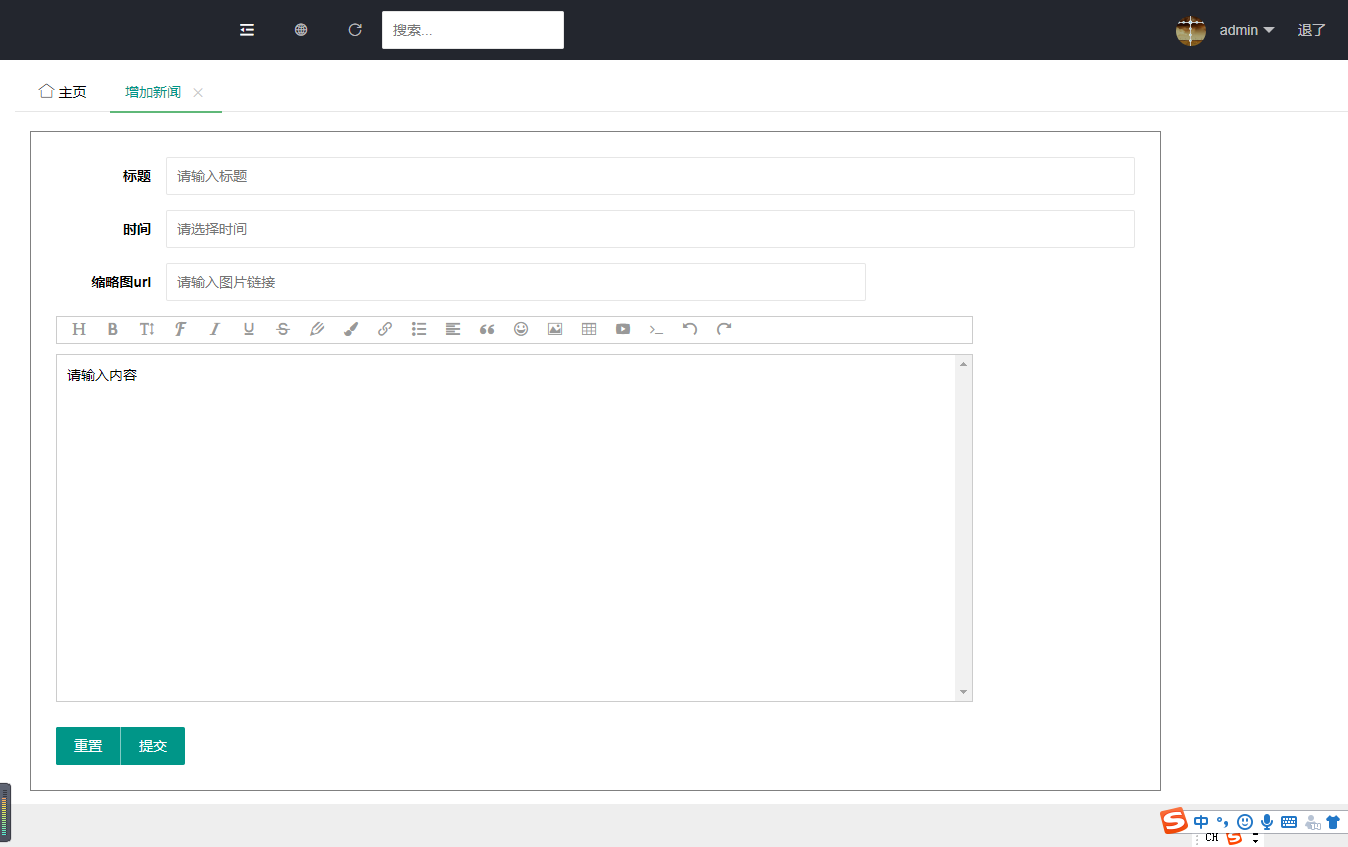 搜索...
admin
退了
主页
增加新闻
标题
请输入标题
时间
请选择时间
缩略图url
请输入图片链接
请输入内容
重置
提交
中
CH